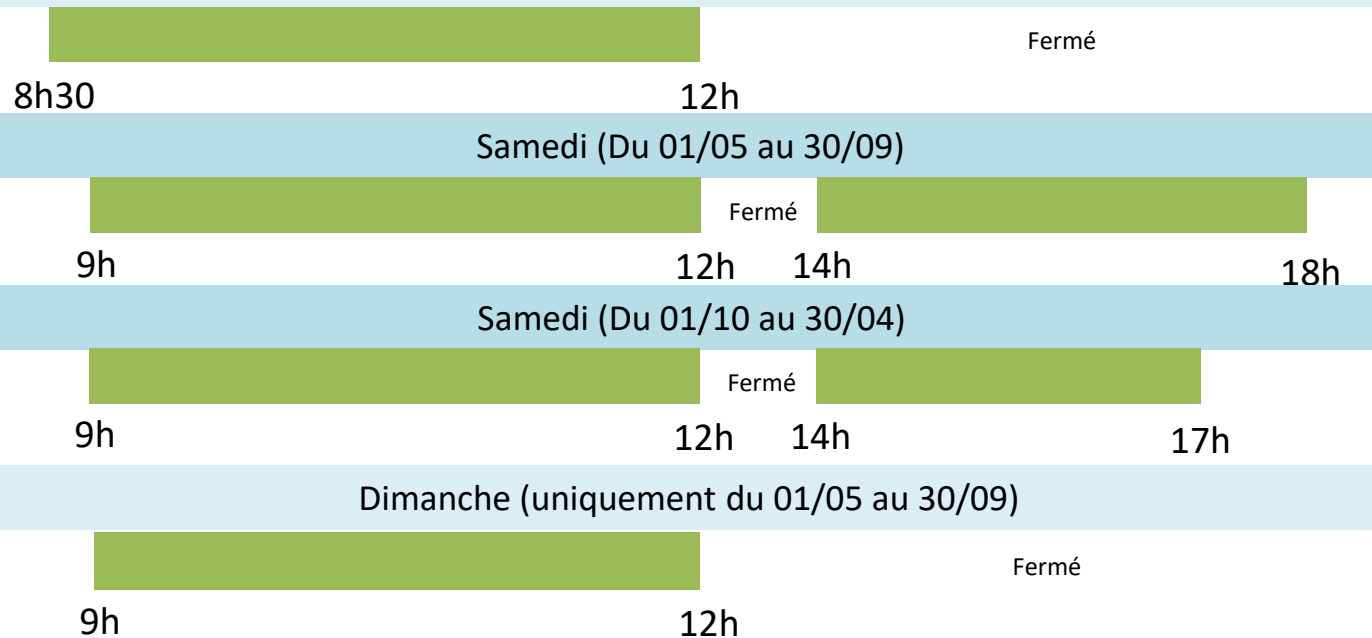 Fermé
8h30 12h
Samedi (Du 01/05 au 30/09)
Fermé
9h 12h 14h 18h
Samedi (Du 01/10 au 30/04)
Fermé
9h 12h 14h 17h
Dimanche (uniquement du 01/05 au 30/09)
Fermé
9h 12h